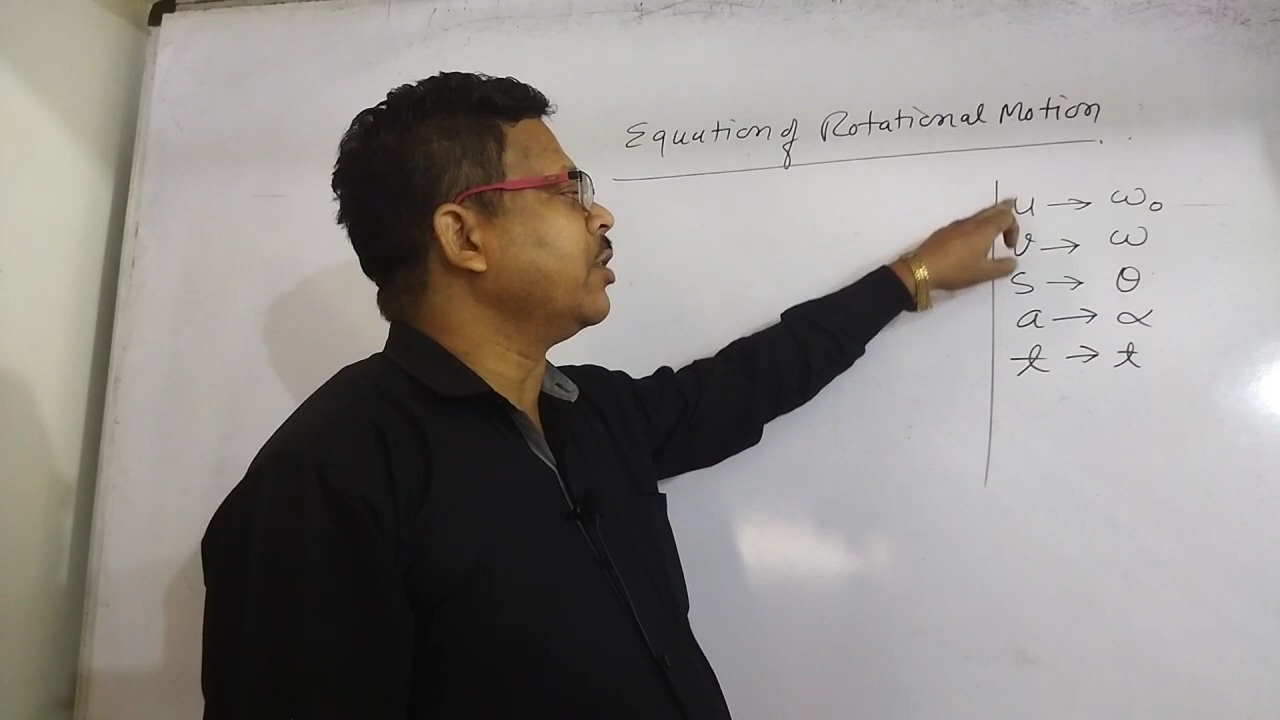 Equation of Rotational Motion
u → ω₀
v → ω
s → θ
a → α
t → t